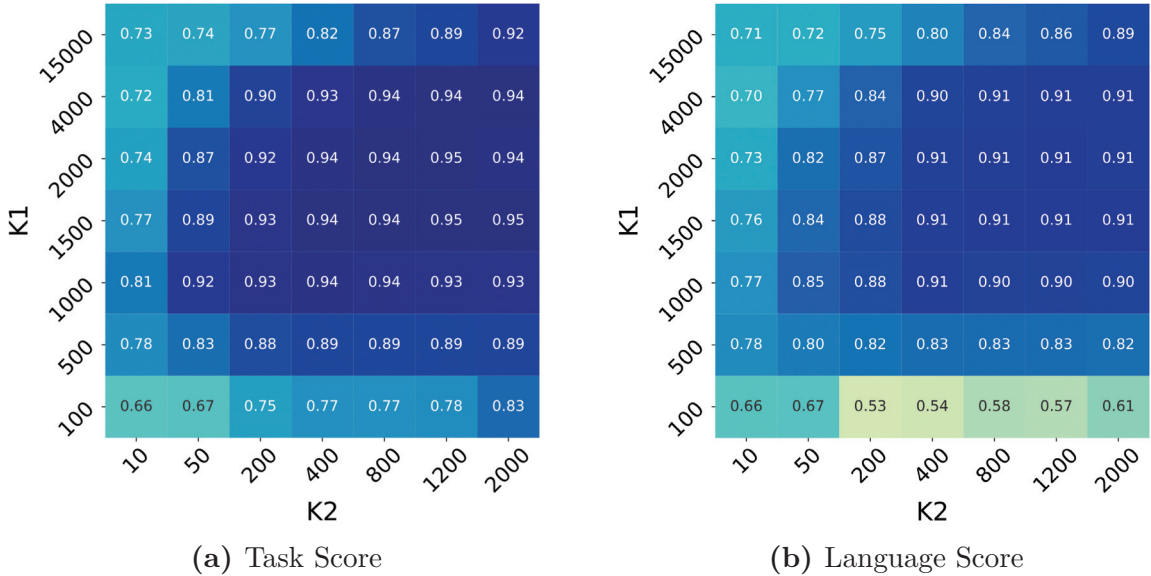 15000 0.73 0.74 0.77 0.82 0.87 0.89 0.92
4000 0.72 0.81 0.90 0.93 0.94 0.94 0.94
2000 0.74 0.87 0.92 0.94 0.94 0.95 0.94
K1
1500 0.77 0.89 0.93 0.94 0.94 0.95 0.95
1000 0.81 0.92 0.93 0.94 0.94 0.93 0.93
500 0.78 0.83 0.88 0.89 0.89 0.89 0.89
100 0.66 0.67 0.75 0.77 0.77 0.78 0.83
10 50 200 400 800 1200 2000
K2
(a) Task Score
15000 0.71 0.72 0.75 0.80 0.84 0.86 0.89
4000 0.70 0.77 0.84 0.90 0.91 0.91 0.91
2000 0.73 0.82 0.87 0.91 0.91 0.91 0.91
K1
1500 0.76 0.84 0.88 0.91 0.91 0.91 0.91
1000 0.77 0.85 0.88 0.91 0.90 0.90 0.90
500 0.78 0.80 0.82 0.83 0.83 0.83 0.82
100 0.66 0.67 0.53 0.54 0.58 0.57 0.61
10 50 200 400 800 1200 2000
K2
(b) Language Score